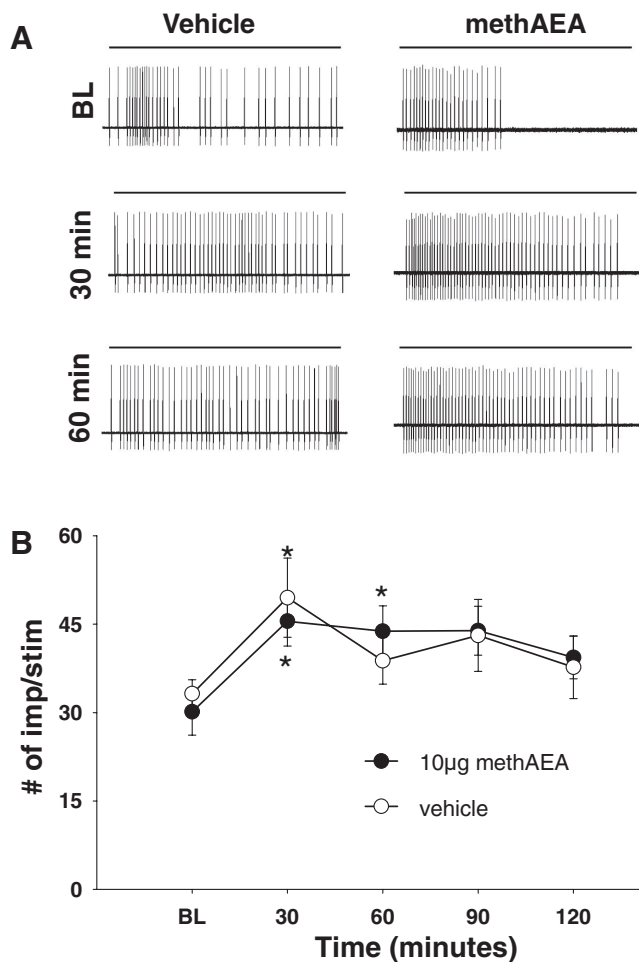 A
Vehicle
methAEA
BL
30 min
60 min
B
60
45
30
15
0
# of imp/stim
*
*
*
10µg methAEA
vehicle
BL 30 60 90 120
Time (minutes)